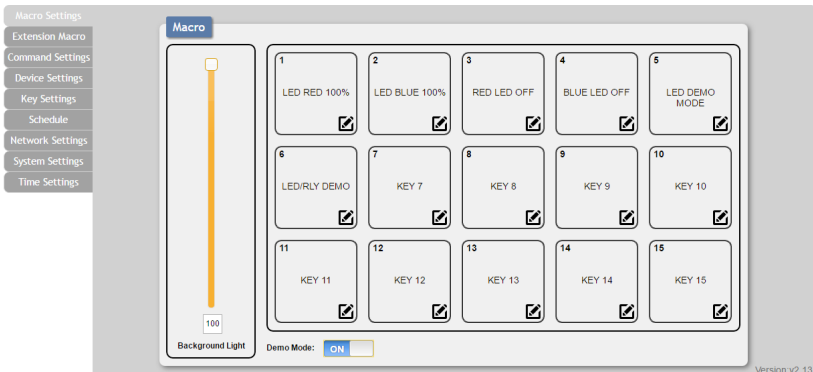 Macro Settings
Extension Macro
Command Settings
Device Settings
Key Settings
Schedule
Network Settings
System Settings
Time Settings
Macro
100
Background Light
1
LED RED 100%
2
LED BLUE 100%
3
RED LED OFF
4
BLUE LED OFF
5
LED DEMO
MODE
6
LED/RLY DEMO
7
KEY 7
8
KEY 8
9
KEY 9
10
KEY 10
11
KEY 11
12
KEY 12
13
KEY 13
14
KEY 14
15
KEY 15
Demo Mode: ON
Version:v2.13